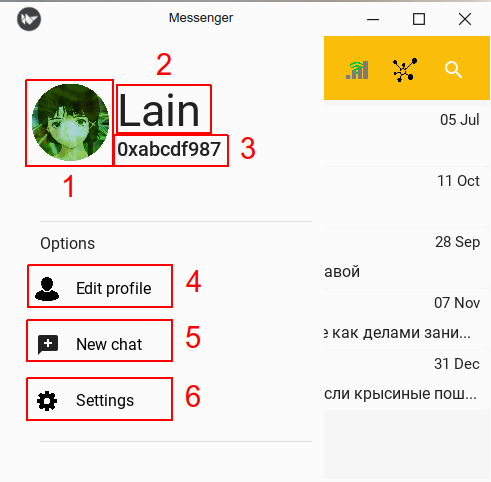 Messenger
2
Lain
0xabcdf987
3
1
05 Jul
11 Oct
Options
28 Sep
авой
Edit profile
4
07 Nov
е как делами зани...
New chat
5
31 Dec
сли крысиные пош...
Settings
6